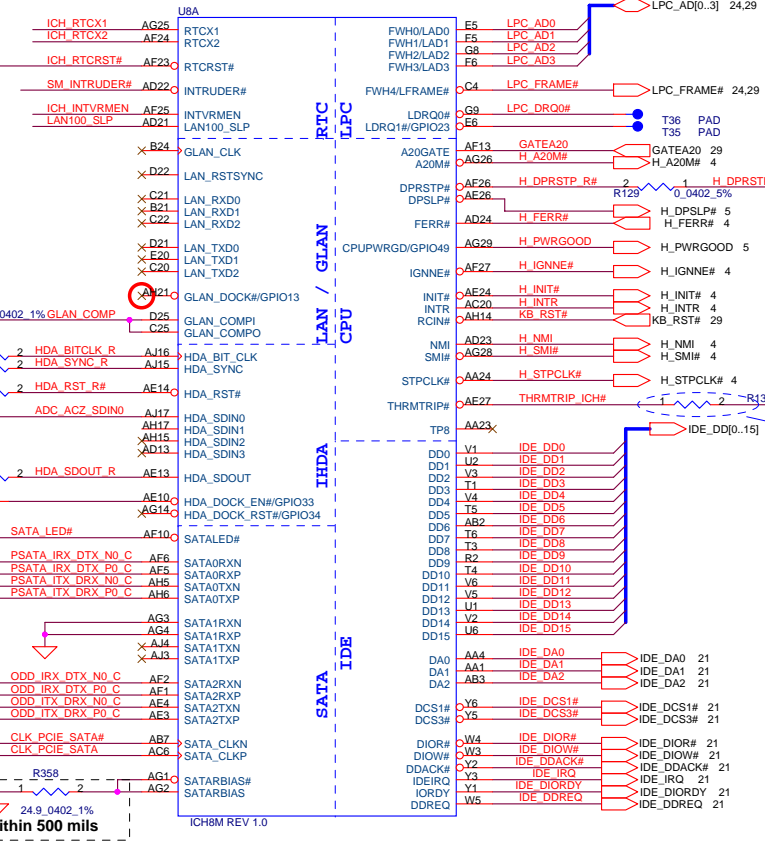 U8A
ICH_RTCX1 AG25 RTCX1
ICH_RTCX2 AF24 RTCX2
ICH_RTCRST# AF23 RTCRST#
SM_INTRUDER# AD22 INTRUDER#
ICH_INTVRMEN AF25 INTVRMEN
LAN100_SLP AD21 LAN100_SLP
B24 GLAN_CLK
D22 LAN_RSTSYNC
C21 LAN_RXD0
B21 LAN_RXD1
C22 LAN_RXD2
D21 LAN_TXD0
E20 LAN_TXD1
C20 LAN_TXD2
AH21 GLAN_DOCK#/GPIO13
0402_1% GLAN_COMP D25 GLAN_COMPI
C25 GLAN_COMPO
2 HDA_BITCLK_R AJ16 HDA_BIT_CLK
2 HDA_SYNC_R AJ15 HDA_SYNC
2 HDA_RST_R# AE14 HDA_RST#
ADC_ACZ_SDIN0 AJ17 HDA_SDIN0
AH17 HDA_SDIN1
AH15 HDA_SDIN2
AD13 HDA_SDIN3
2 HDA_SDOUT_R AE13 HDA_SDOUT
AE10 HDA_DOCK_EN#/GPIO33
AG14 HDA_DOCK_RST#/GPIO34
SATA_LED# AF10 SATALED#
PSATA_IRX_DTX_N0_C AF6 SATA0RXN
PSATA_IRX_DTX_P0_C AF5 SATA0RXP
PSATA_ITX_DRX_N0_C AH5 SATA0TXN
PSATA_ITX_DRX_P0_C AH6 SATA0TXP
AG3 SATA1RXN
AG4 SATA1RXP
AJ4 SATA1TXN
AJ3 SATA1TXP
ODD_IRX_DTX_N0_C AF2 SATA2RXN
ODD_IRX_DTX_P0_C AF1 SATA2RXP
ODD_ITX_DRX_N0_C AE4 SATA2TXN
ODD_ITX_DRX_P0_C AE3 SATA2TXP
CLK_PCIE_SATA# AB7 SATA_CLKN
CLK_PCIE_SATA AC6 SATA_CLKP
R358 AG1 SATARBIAS#
1 2 AG2 SATARBIAS
24.9_0402_1%
ithin 500 mils
ICH8M REV 1.0
RTC
LPC
LAN / GLAN
CPU
IHDA
SATA
IDE
LPC_AD[0..3] 24,29
FWH0/LAD0 E5 LPC_AD0
FWH1/LAD1 F5 LPC_AD1
FWH2/LAD2 G8 LPC_AD2
FWH3/LAD3 F6 LPC_AD3
FWH4/LFRAME# C4 LPC_FRAME# LPC_FRAME# 24,29
LDRQ0# G9 LPC_DRQ0# T36 PAD
LDRQ1#/GPIO23 E6 T35 PAD
A20GATE AF13 GATEA20 GATEA20 29
A20M# AG26 H_A20M# H_A20M# 4
DPRSTP# AF26 H_DPRSTP_R# 2 1 H_DPRST
R129 0_0402_5%
DPSLP# AE26 H_DPSLP# 5
FERR# AD24 H_FERR# H_FERR# 4
CPUPWRGD/GPIO49 AG29 H_PWRGOOD H_PWRGOOD 5
IGNNE# AF27 H_IGNNE# H_IGNNE# 4
INIT# AE24 H_INIT# H_INIT# 4
INTR AC20 H_INTR H_INTR 4
RCIN# AH14 KB_RST# KB_RST# 29
NMI AD23 H_NMI H_NMI 4
SMI# AG28 H_SMI# H_SMI# 4
STPCLK# AA24 H_STPCLK# H_STPCLK# 4
THRMTRIP# AE27 THRMTRIP_ICH# 1 2 R13
TP8 AA23
IDE_DD[0..15]
DD0 V1 IDE_DD0
DD1 U2 IDE_DD1
DD2 V3 IDE_DD2
DD3 T1 IDE_DD3
DD4 V4 IDE_DD4
DD5 T5 IDE_DD5
DD6 AB2 IDE_DD6
DD7 T6 IDE_DD7
DD8 T3 IDE_DD8
DD9 R2 IDE_DD9
DD10 T4 IDE_DD10
DD11 V6 IDE_DD11
DD12 V5 IDE_DD12
DD13 U1 IDE_DD13
DD14 V2 IDE_DD14
DD15 U6 IDE_DD15
DA0 AA4 IDE_DA0 IDE_DA0 21
DA1 AA1 IDE_DA1 IDE_DA1 21
DA2 AB3 IDE_DA2 IDE_DA2 21
DCS1# Y6 IDE_DCS1# IDE_DCS1# 21
DCS3# Y5 IDE_DCS3# IDE_DCS3# 21
DIOR# W4 IDE_DIOR# IDE_DIOR# 21
DIOW# W3 IDE_DIOW# IDE_DIOW# 21
DDACK# Y2 IDE_DDACK# IDE_DDACK# 21
IDEIRQ Y3 IDE_IRQ IDE_IRQ 21
IORDY Y1 IDE_DIORDY IDE_DIORDY 21
DDREQ W5 IDE_DDREQ IDE_DDREQ 21